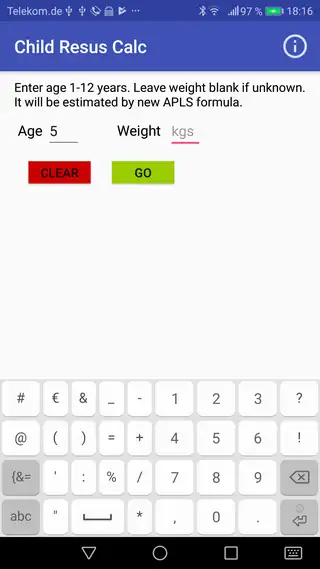 Telekom.de ... 97 % 18:16
Child Resus Calc
Enter age 1-12 years. Leave weight blank if unknown.
It will be estimated by new APLS formula.
Age 5 Weight kgs
CLEAR GO
# € & _ - 1 2 3 ?
@ ( ) = + 4 5 6 !
{&= ' : % / 7 8 9
abc " * , 0 .